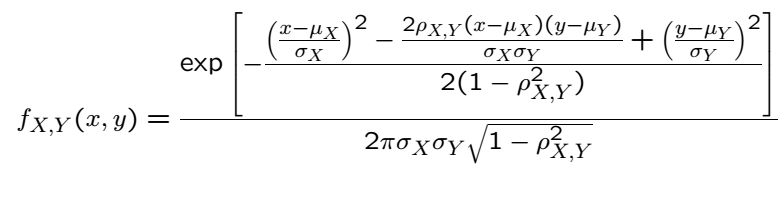 f_{X,Y}(x, y) = \frac{\exp\left[-\frac{\left(\frac{x-\mu_X}{\sigma_X}\right)^2 - \frac{2\rho_{X,Y}(x-\mu_X)(y-\mu_Y)}{\sigma_X\sigma_Y} + \left(\frac{y-\mu_Y}{\sigma_Y}\right)^2}{2(1-\rho_{X,Y}^2)}\right]}{2\pi\sigma_X\sigma_Y\sqrt{1-\rho_{X,Y}^2}}